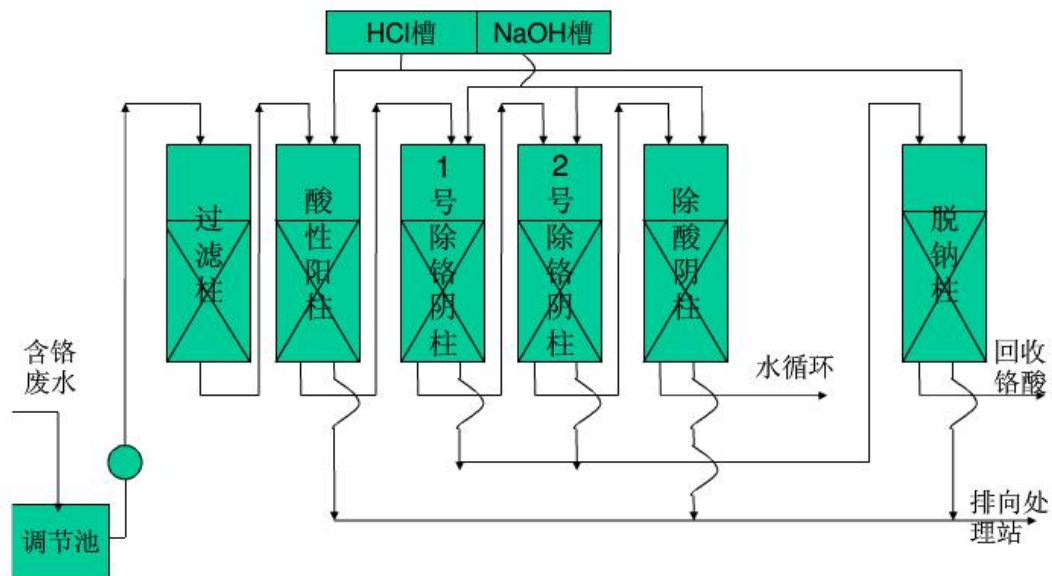 HCl槽
NaOH槽
过滤柱
酸性阳柱
1号除铬阴柱
2号除铬阴柱
除酸阴柱
脱钠柱
含铬
废水
水循环
回收
铬酸
调节池
排向处
理站